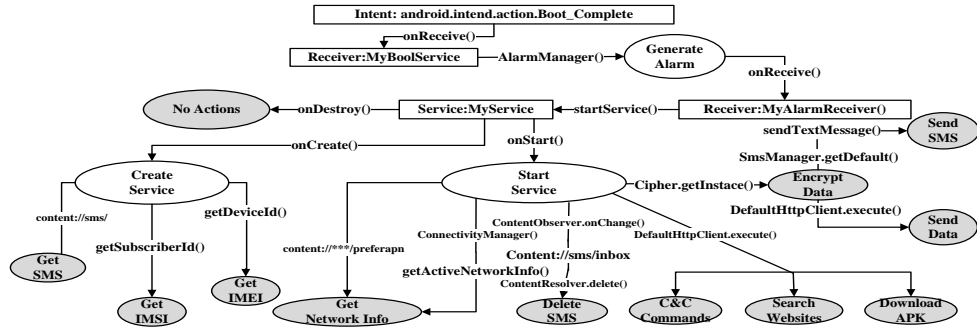 Intent: android.intend.action.Boot_Complete
onReceive()
Receiver:MyBoolService
AlarmManager()
Generate
Alarm
onReceive()
No Actions
onDestroy()
Service:MyService
startService()
Receiver:MyAlarmReceiver()
sendTextMessage()
Send
SMS
onCreate()
onStart()
SmsManager.getDefault()
Create
Service
Start
Service
Cipher.getInstace()
Encrypt
Data
content://sms/
getDeviceId()
DefaultHttpClient.execute()
Send
Data
getSubscriberId()
content://***/preferapn
ConnectivityManager()
getActiveNetworkInfo()
ContentObserver.onChange()
Content://sms/inbox
ContentResolver.delete()
DefaultHttpClient.execute()
Get
SMS
Get
IMSI
Get
IMEI
Get
Network Info
Delete
SMS
C&C
Commands
Search
Websites
Download
APK